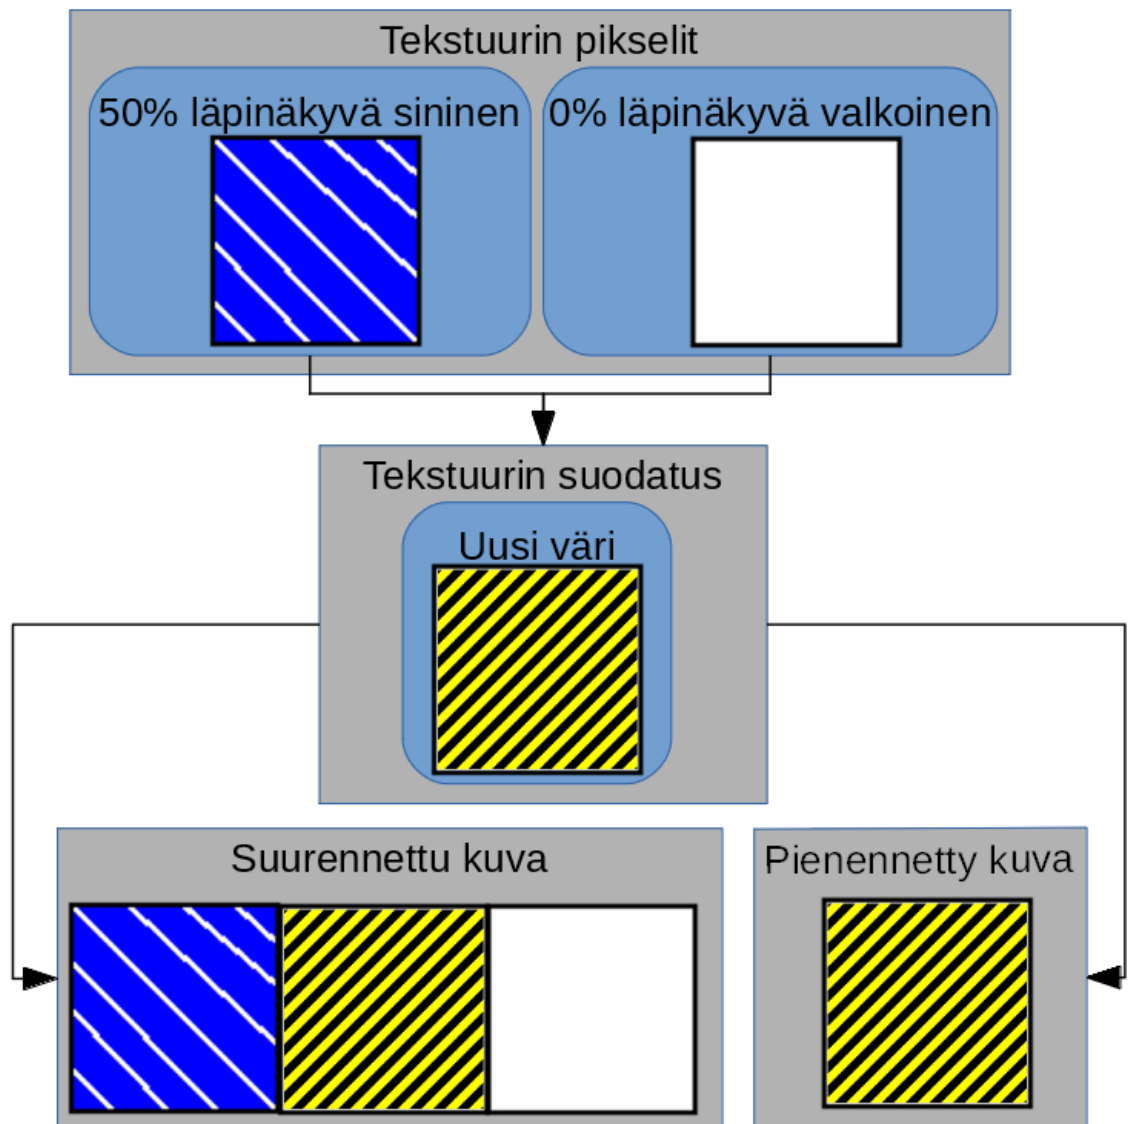 Tekstuurin pikselit
50% läpinäkyvä sininen
0% läpinäkyvä valkoinen
Tekstuurin suodatus
Uusi väri
Suurennettu kuva
Pienennetty kuva